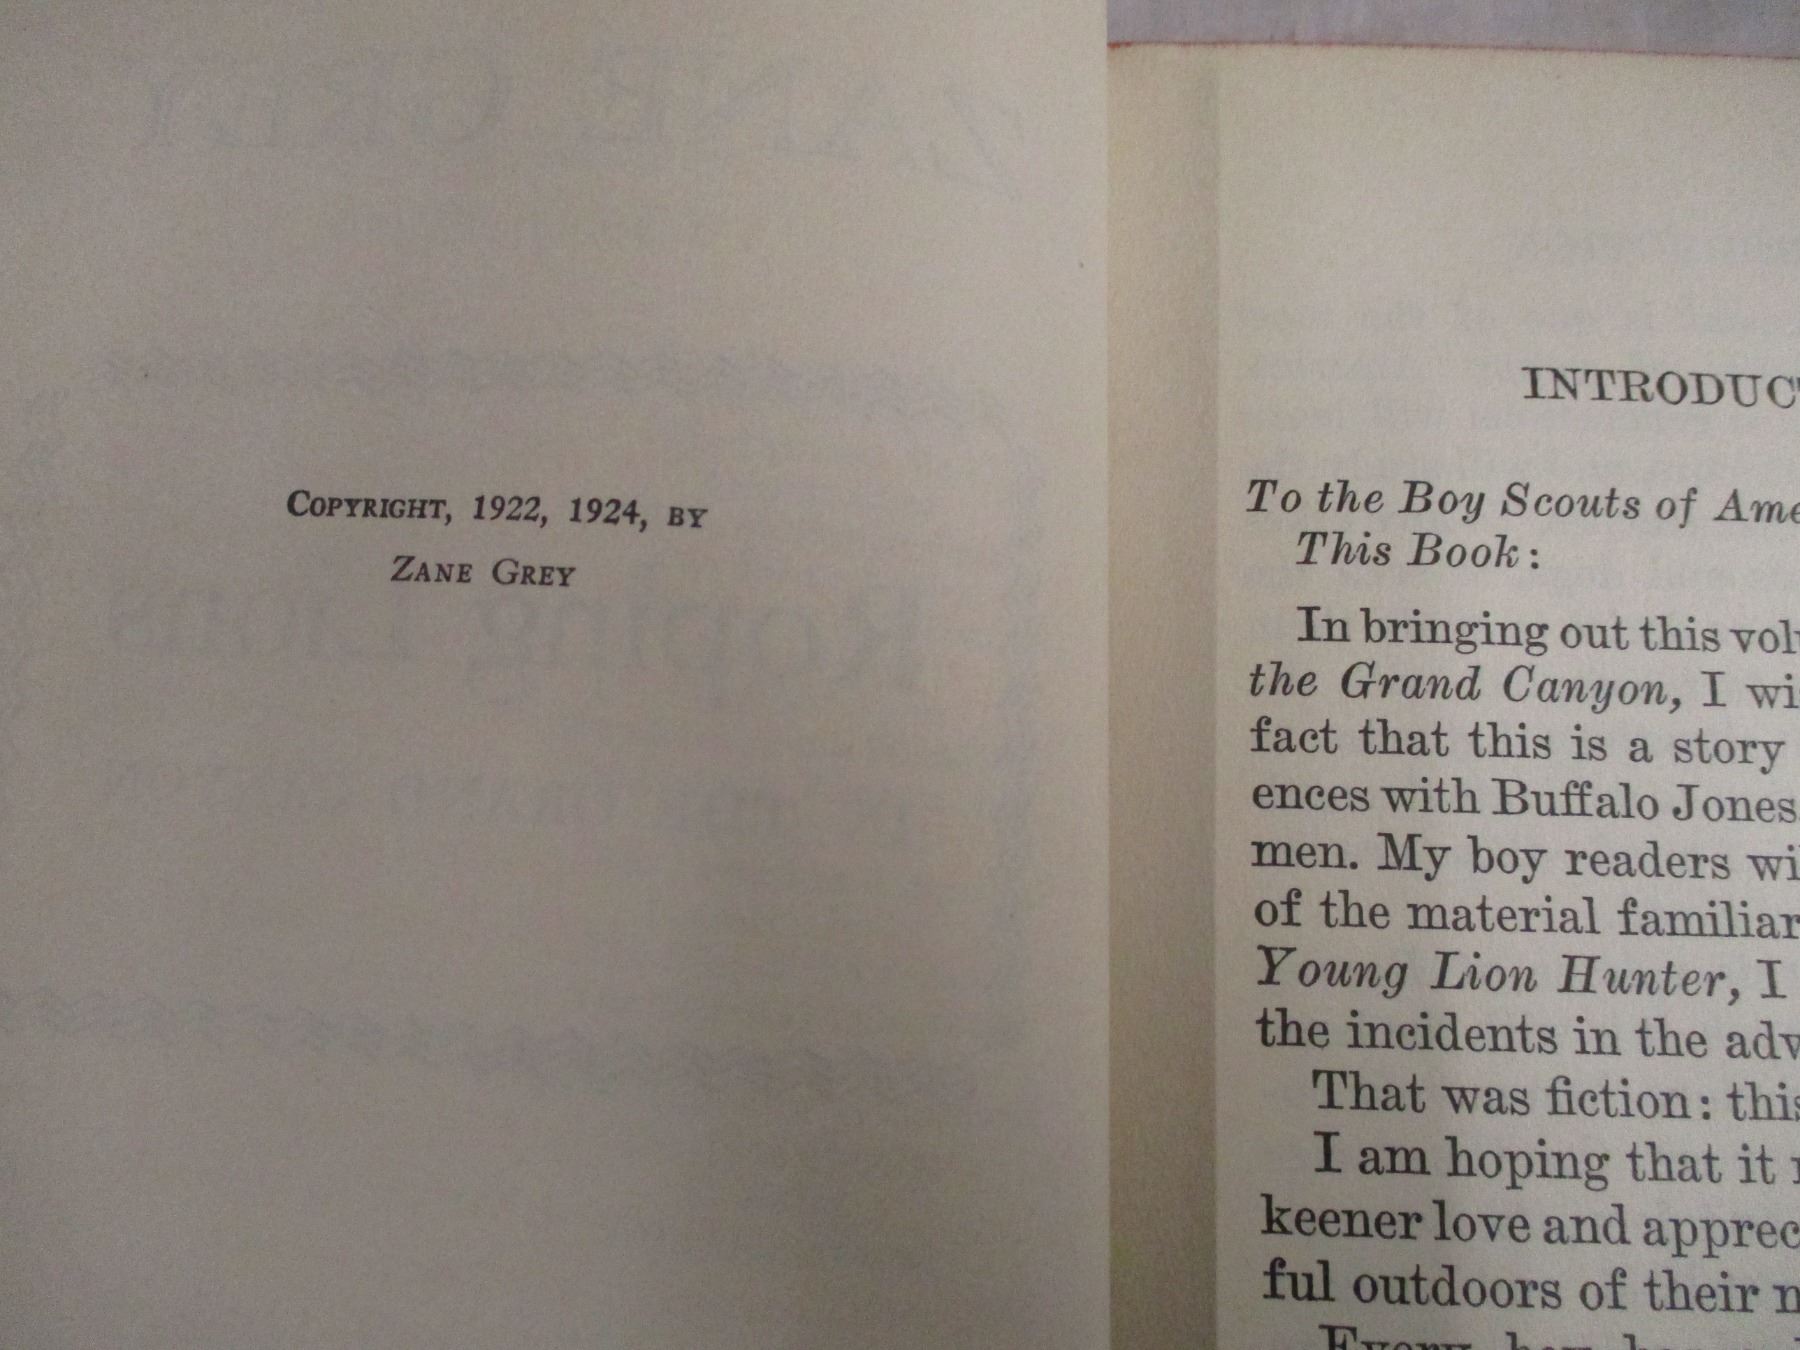 COPYRIGHT, 1922, 1924, BY
ZANE GREY
INTRODUC
To the Boy Scouts of Ame
This Book:
In bringing out this volu
the Grand Canyon, I wi
fact that this is a story
ences with Buffalo Jones
men. My boy readers wi
of the material familiar
Young Lion Hunter, I
the incidents in the adv
That was fiction: this
I am hoping that it
keener love and apprec
ful outdoors of their
Every boy